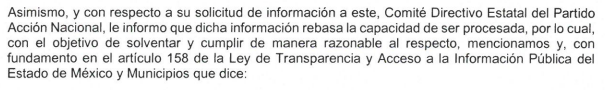 Asimismo, y con respecto a su solicitud de información a este, Comité Directivo Estatal del Partido
Acción Nacional, le informo que dicha información rebasa la capacidad de ser procesada, por lo cual,
con el objetivo de solventar y cumplir de manera razonable al respecto, mencionamos y, con
fundamento en el artículo 158 de la Ley de Transparencia y Acceso a la Información Pública del
Estado de México y Municipios que dice: